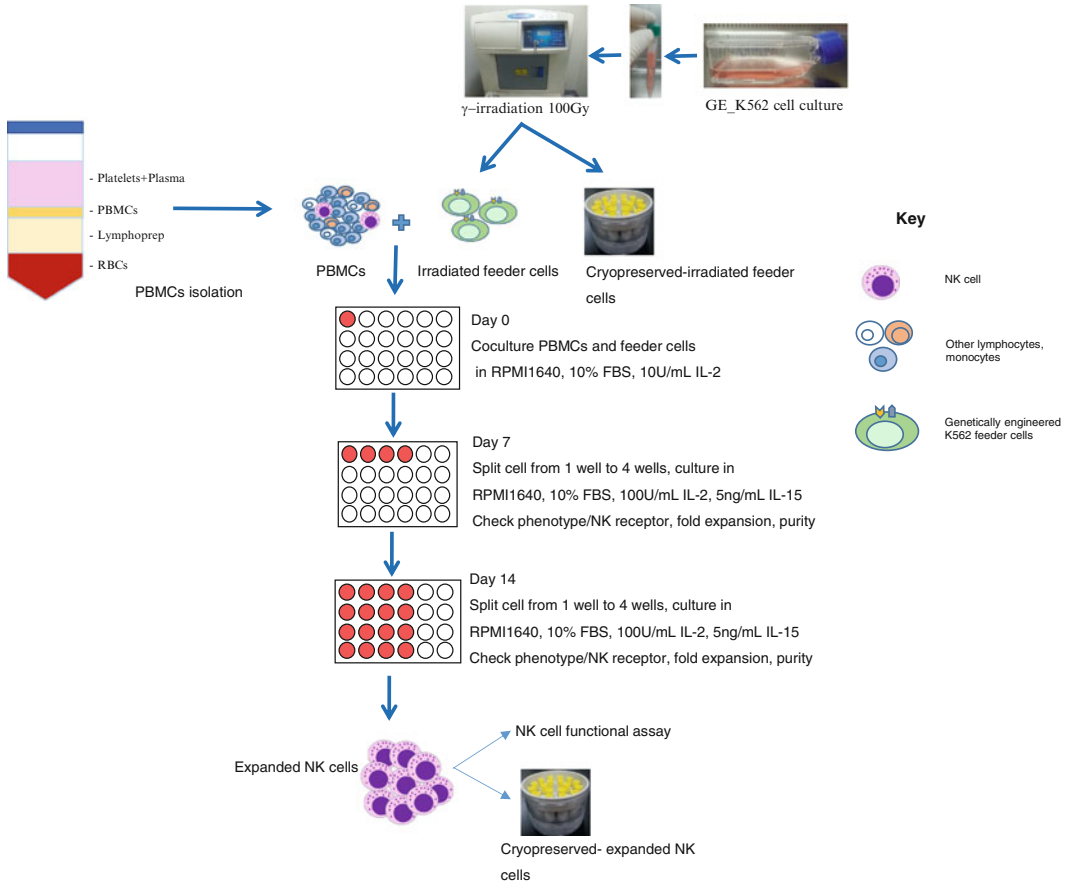 γ–irradiation 100Gy
GE_K562 cell culture
- Platelets+Plasma
- PBMCs
- Lymphoprep
- RBCs
PBMCs isolation
PBMCs
Irradiated feeder cells
Cryopreserved-irradiated feeder
cells
Key
NK cell
Other lymphocytes,
monocytes
Genetically engineered
K562 feeder cells
Day 0
Coculture PBMCs and feeder cells
in RPMI1640, 10% FBS, 10U/mL IL-2
Day 7
Split cell from 1 well to 4 wells, culture in
RPMI1640, 10% FBS, 100U/mL IL-2, 5ng/mL IL-15
Check phenotype/NK receptor, fold expansion, purity
Day 14
Split cell from 1 well to 4 wells, culture in
RPMI1640, 10% FBS, 100U/mL IL-2, 5ng/mL IL-15
Check phenotype/NK receptor, fold expansion, purity
Expanded NK cells
NK cell functional assay
Cryopreserved- expanded NK
cells